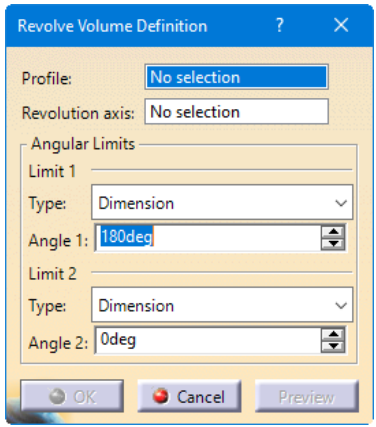 Revolve Volume Definition ? ×
Profile: No selection
Revolution axis: No selection
Angular Limits
Limit 1
Type: Dimension
Angle 1: 180deg
Limit 2
Type: Dimension
Angle 2: 0deg
OK Cancel Preview